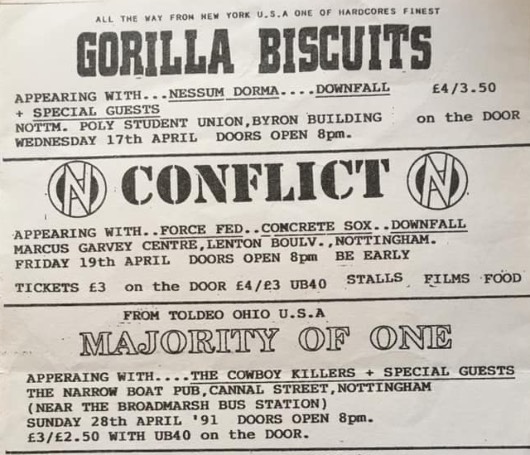 ALL THE WAY FROM NEW YORK U.S.A ONE OF HARDCORES FINEST
GORILLA BISCUITS
APPEARING WITH...NESSUM DORMA....DOWNFALL £4/3.50
+ SPECIAL GUESTS
NOTTM. POLY STUDENT UNION,BYRON BUILDING on the DOOR
WEDNESDAY 17th APRIL DOORS OPEN 8pm.
CONFLICT
APPEARING WITH..FORCE FED..CONCRETE SOX..DOWNFALL
MARCUS GARVEY CENTRE,LENTON BOULV.,NOTTINGHAM.
FRIDAY 19th APRIL DOORS OPEN 8pm BE EARLY
TICKETS £3 on the DOOR £4/£3 UB40 STALLS FILMS FOOD
FROM TOLDEO OHIO U.S.A
MAJORITY OF ONE
APPERAING WITH....THE COWBOY KILLERS + SPECIAL GUESTS
THE NARROW BOAT PUB,CANNAL STREET,NOTTINGHAM
(NEAR THE BROADMARSH BUS STATION)
SUNDAY 28th APRIL '91 DOORS OPEN 8pm.
£3/£2.50 WITH UB40 on the DOOR.